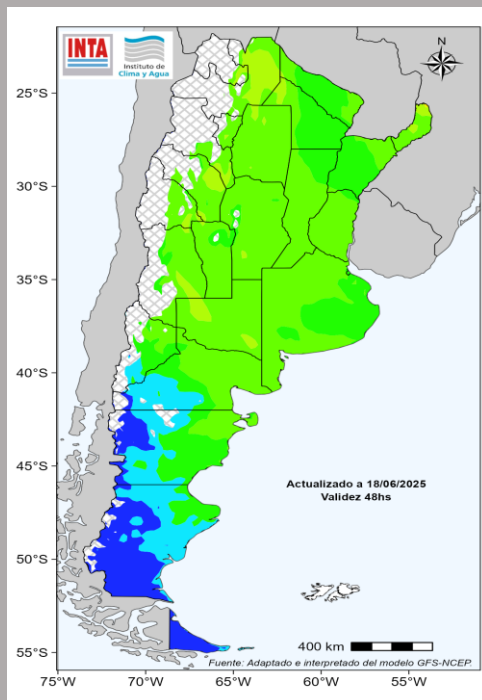 INTA
Instituto de
Clima y Agua
N
25°S
30°S
35°S
40°S
45°S
50°S
55°S
Actualizado a 18/06/2025
Validez 48hs
400 km
Fuente: Adaptado e interpretado del modelo GFS-NCEP.
75°W
70°W
65°W
60°W
55°W